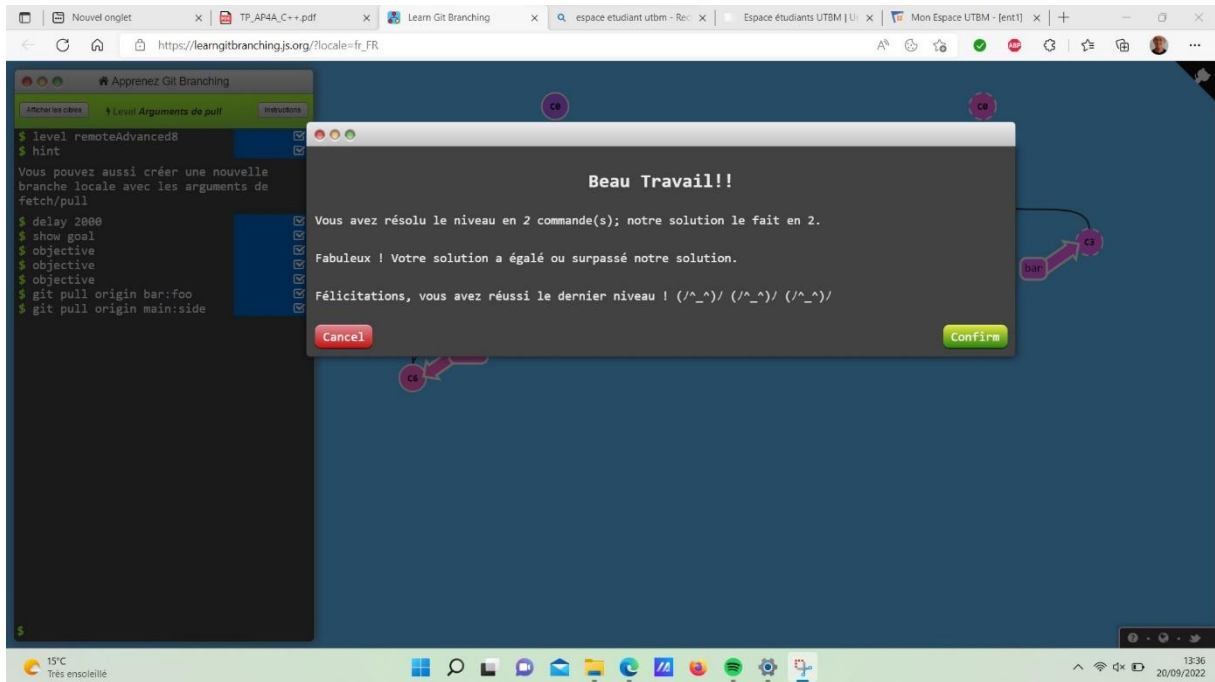 Nouvel onglet
TP_AP4A_C++.pdf
Learn Git Branching
espace etudiant utbm - Rec
Espace étudiants UTBM | U
Mon Espace UTBM - [ent1]
https://learngitbranching.js.org/?locale=fr_FR
ABP
Apprenez Git Branching
Afficher les cibles
Level Arguments de pull
Instructions
$ level remoteAdvanced8
$ hint
Vous pouvez aussi créer une nouvelle
branche locale avec les arguments de
fetch/pull
$ delay 2000
$ show goal
$ objective
$ objective
$ objective
$ git pull origin bar:foo
$ git pull origin main:side
$
c0
c0
Beau Travail!!
Vous avez résolu le niveau en 2 commande(s); notre solution le fait en 2.
Fabuleux ! Votre solution a égalé ou surpassé notre solution.
Félicitations, vous avez réussi le dernier niveau ! (/^_^)/ (/^_^)/ (/^_^)/
Cancel
Confirm
c3
bar
c6
15°C
Très ensoleillé
13:36
20/09/2022